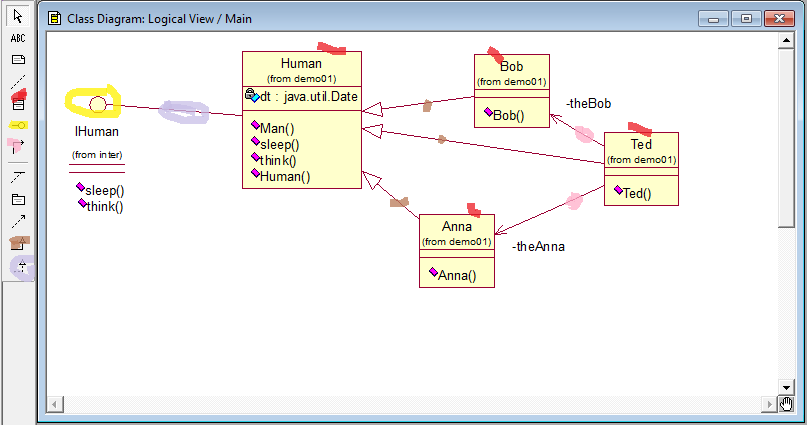 Class Diagram: Logical View / Main
ABC
Human
(from demo01)
dt : java.util.Date
Man()
sleep()
think()
Human()
IHuman
(from inter)
sleep()
think()
Bob
(from demo01)
Bob()
-theBob
Ted
(from demo01)
Ted()
Anna
(from demo01)
Anna()
-theAnna